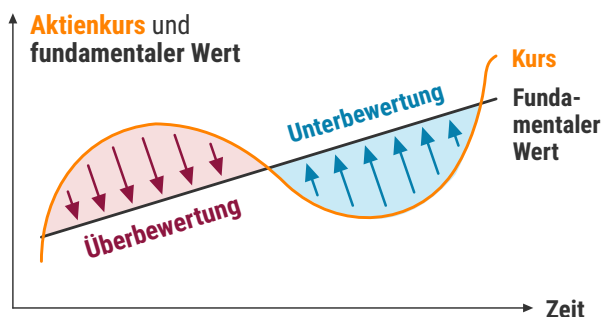 Aktienkurs und
fundamentaler Wert
Kurs
Unterbewertung
Funda-
mentaler
Wert
Überbewertung
Zeit